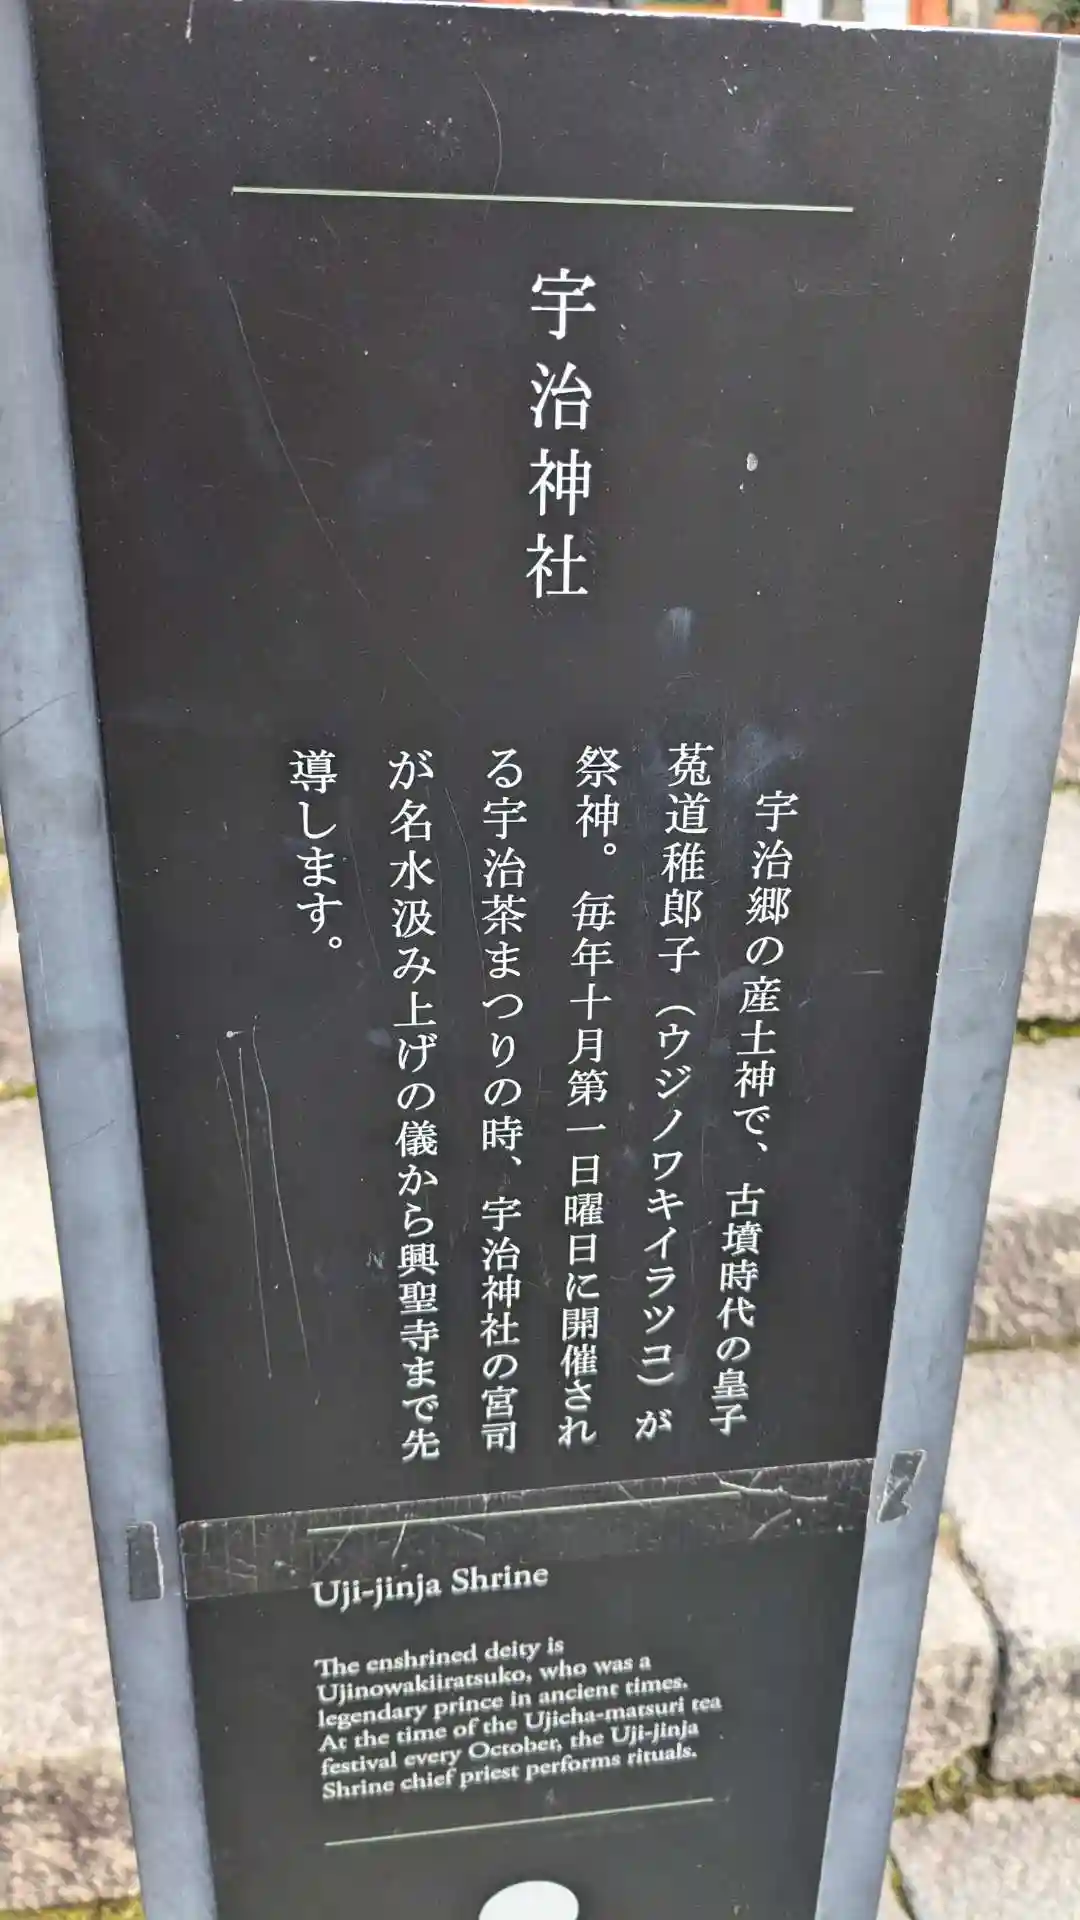 宇治神社
宇治郷の産土神で、古墳時代の皇子
菟道稚郎子（ウジノワキイラツコ）が
祭神。毎年十月第一日曜日に開催され
る宇治茶まつりの時、宇治神社の宮司
が名水汲み上げの儀から興聖寺まで先
導します。
Uji-jinja Shrine
The enshrined deity is
Ujinowakiiratsuko, who was a
legendary prince in ancient times.
At the time of the Ujicha-matsuri tea
festival every October, the Uji-jinja
Shrine chief priest performs rituals.